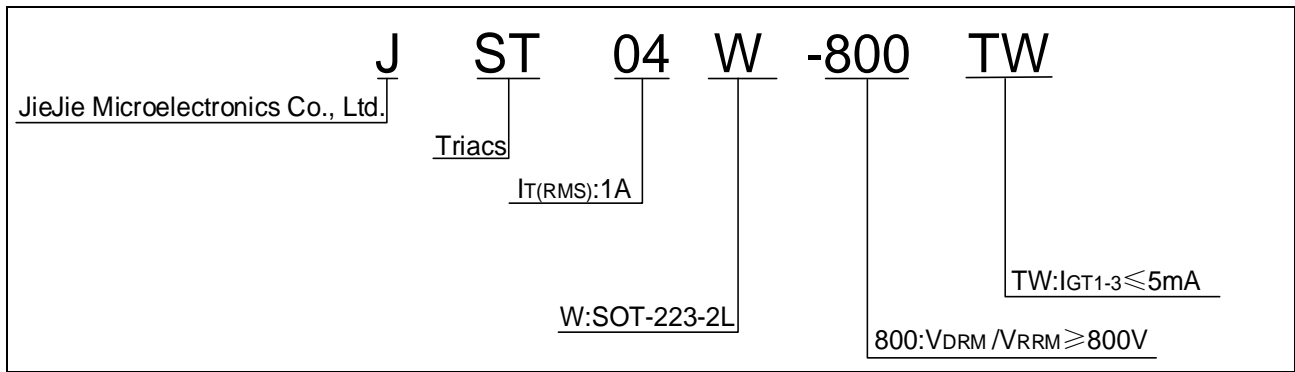 J ST 04 W -800 TW
JieJie Microelectronics Co., Ltd.
Triacs
IT(RMS):1A
TW:IGT1-3≤5mA
W:SOT-223-2L
800:VDRM /VRRM≥800V